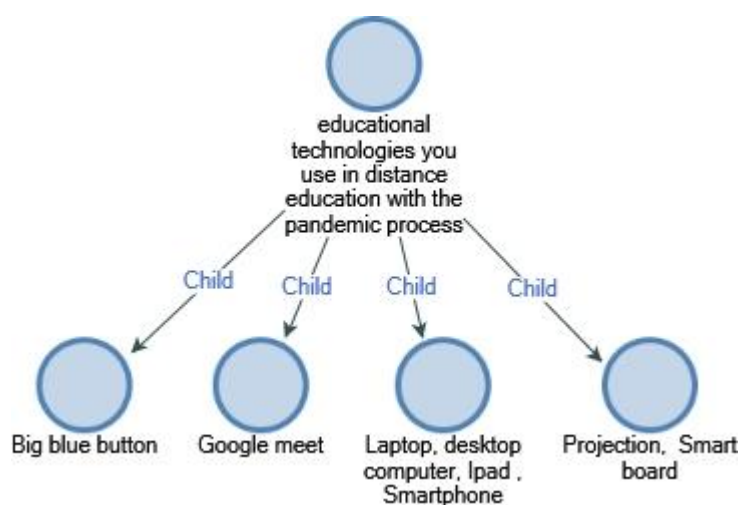 educational
technologies you
use in distance
education with the
pandemic process
Child
Child
Child
Child
Big blue button
Google meet
Laptop, desktop
computer, Ipad ,
Smartphone
Projection, Smart
board